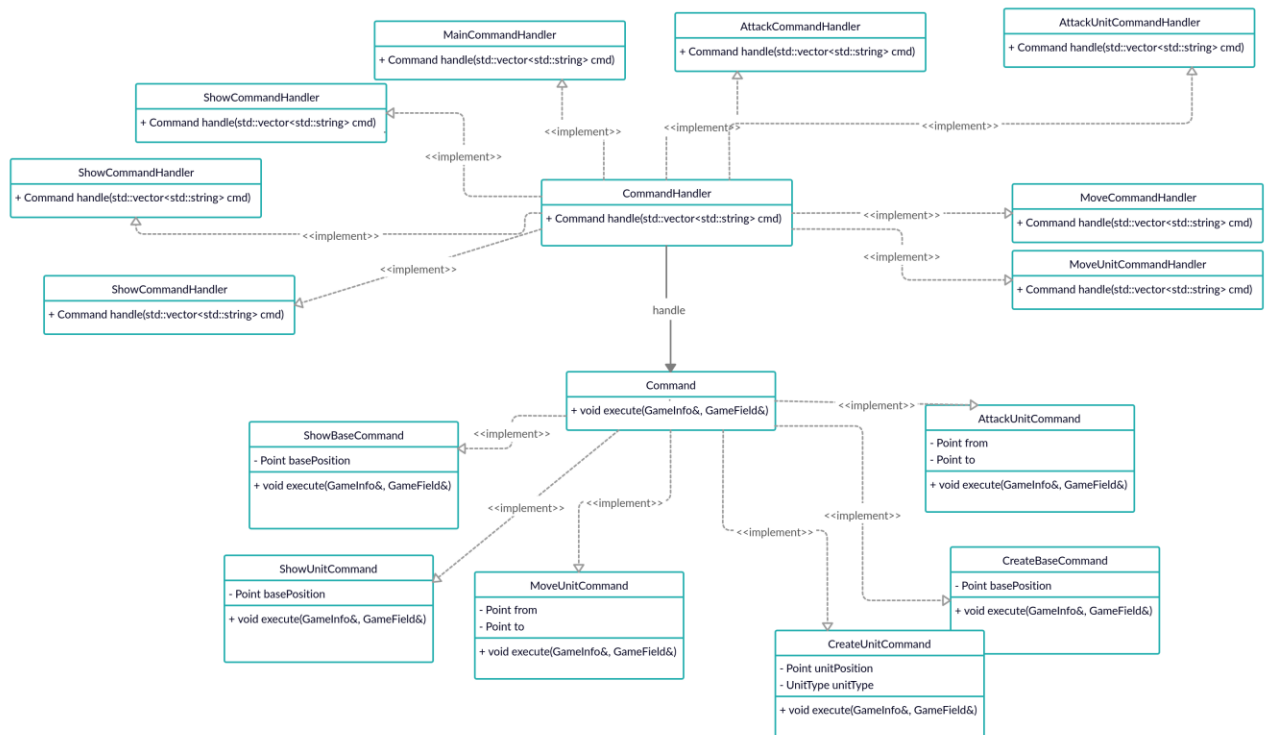 MainCommandHandler
+ Command handle(std::vector<std::string> cmd)
AttackCommandHandler
+ Command handle(std::vector<std::string> cmd)
AttackUnitCommandHandler
+ Command handle(std::vector<std::string> cmd)
ShowCommandHandler
+ Command handle(std::vector<std::string> cmd)
<<implement>>
<<implement>>
<<implement>>
<<implement>>
ShowCommandHandler
+ Command handle(std::vector<std::string> cmd)
CommandHandler
+ Command handle(std::vector<std::string> cmd)
MoveCommandHandler
+ Command handle(std::vector<std::string> cmd)
<<implement>>
<<implement>>
<<implement>>
<<implement>>
MoveUnitCommandHandler
+ Command handle(std::vector<std::string> cmd)
ShowCommandHandler
+ Command handle(std::vector<std::string> cmd)
handle
Command
+ void execute(GameInfo&, GameField&)
<<implement>>
<<implement>>
ShowBaseCommand
- Point basePosition
+ void execute(GameInfo&, GameField&)
AttackUnitCommand
- Point from
- Point to
+ void execute(GameInfo&, GameField&)
<<implement>>
<<implement>>
<<implement>>
<<implement>>
ShowUnitCommand
- Point basePosition
+ void execute(GameInfo&, GameField&)
MoveUnitCommand
- Point from
- Point to
+ void execute(GameInfo&, GameField&)
CreateBaseCommand
- Point basePosition
+ void execute(GameInfo&, GameField&)
CreateUnitCommand
- Point unitPosition
- UnitType unitType
+ void execute(GameInfo&, GameField&)